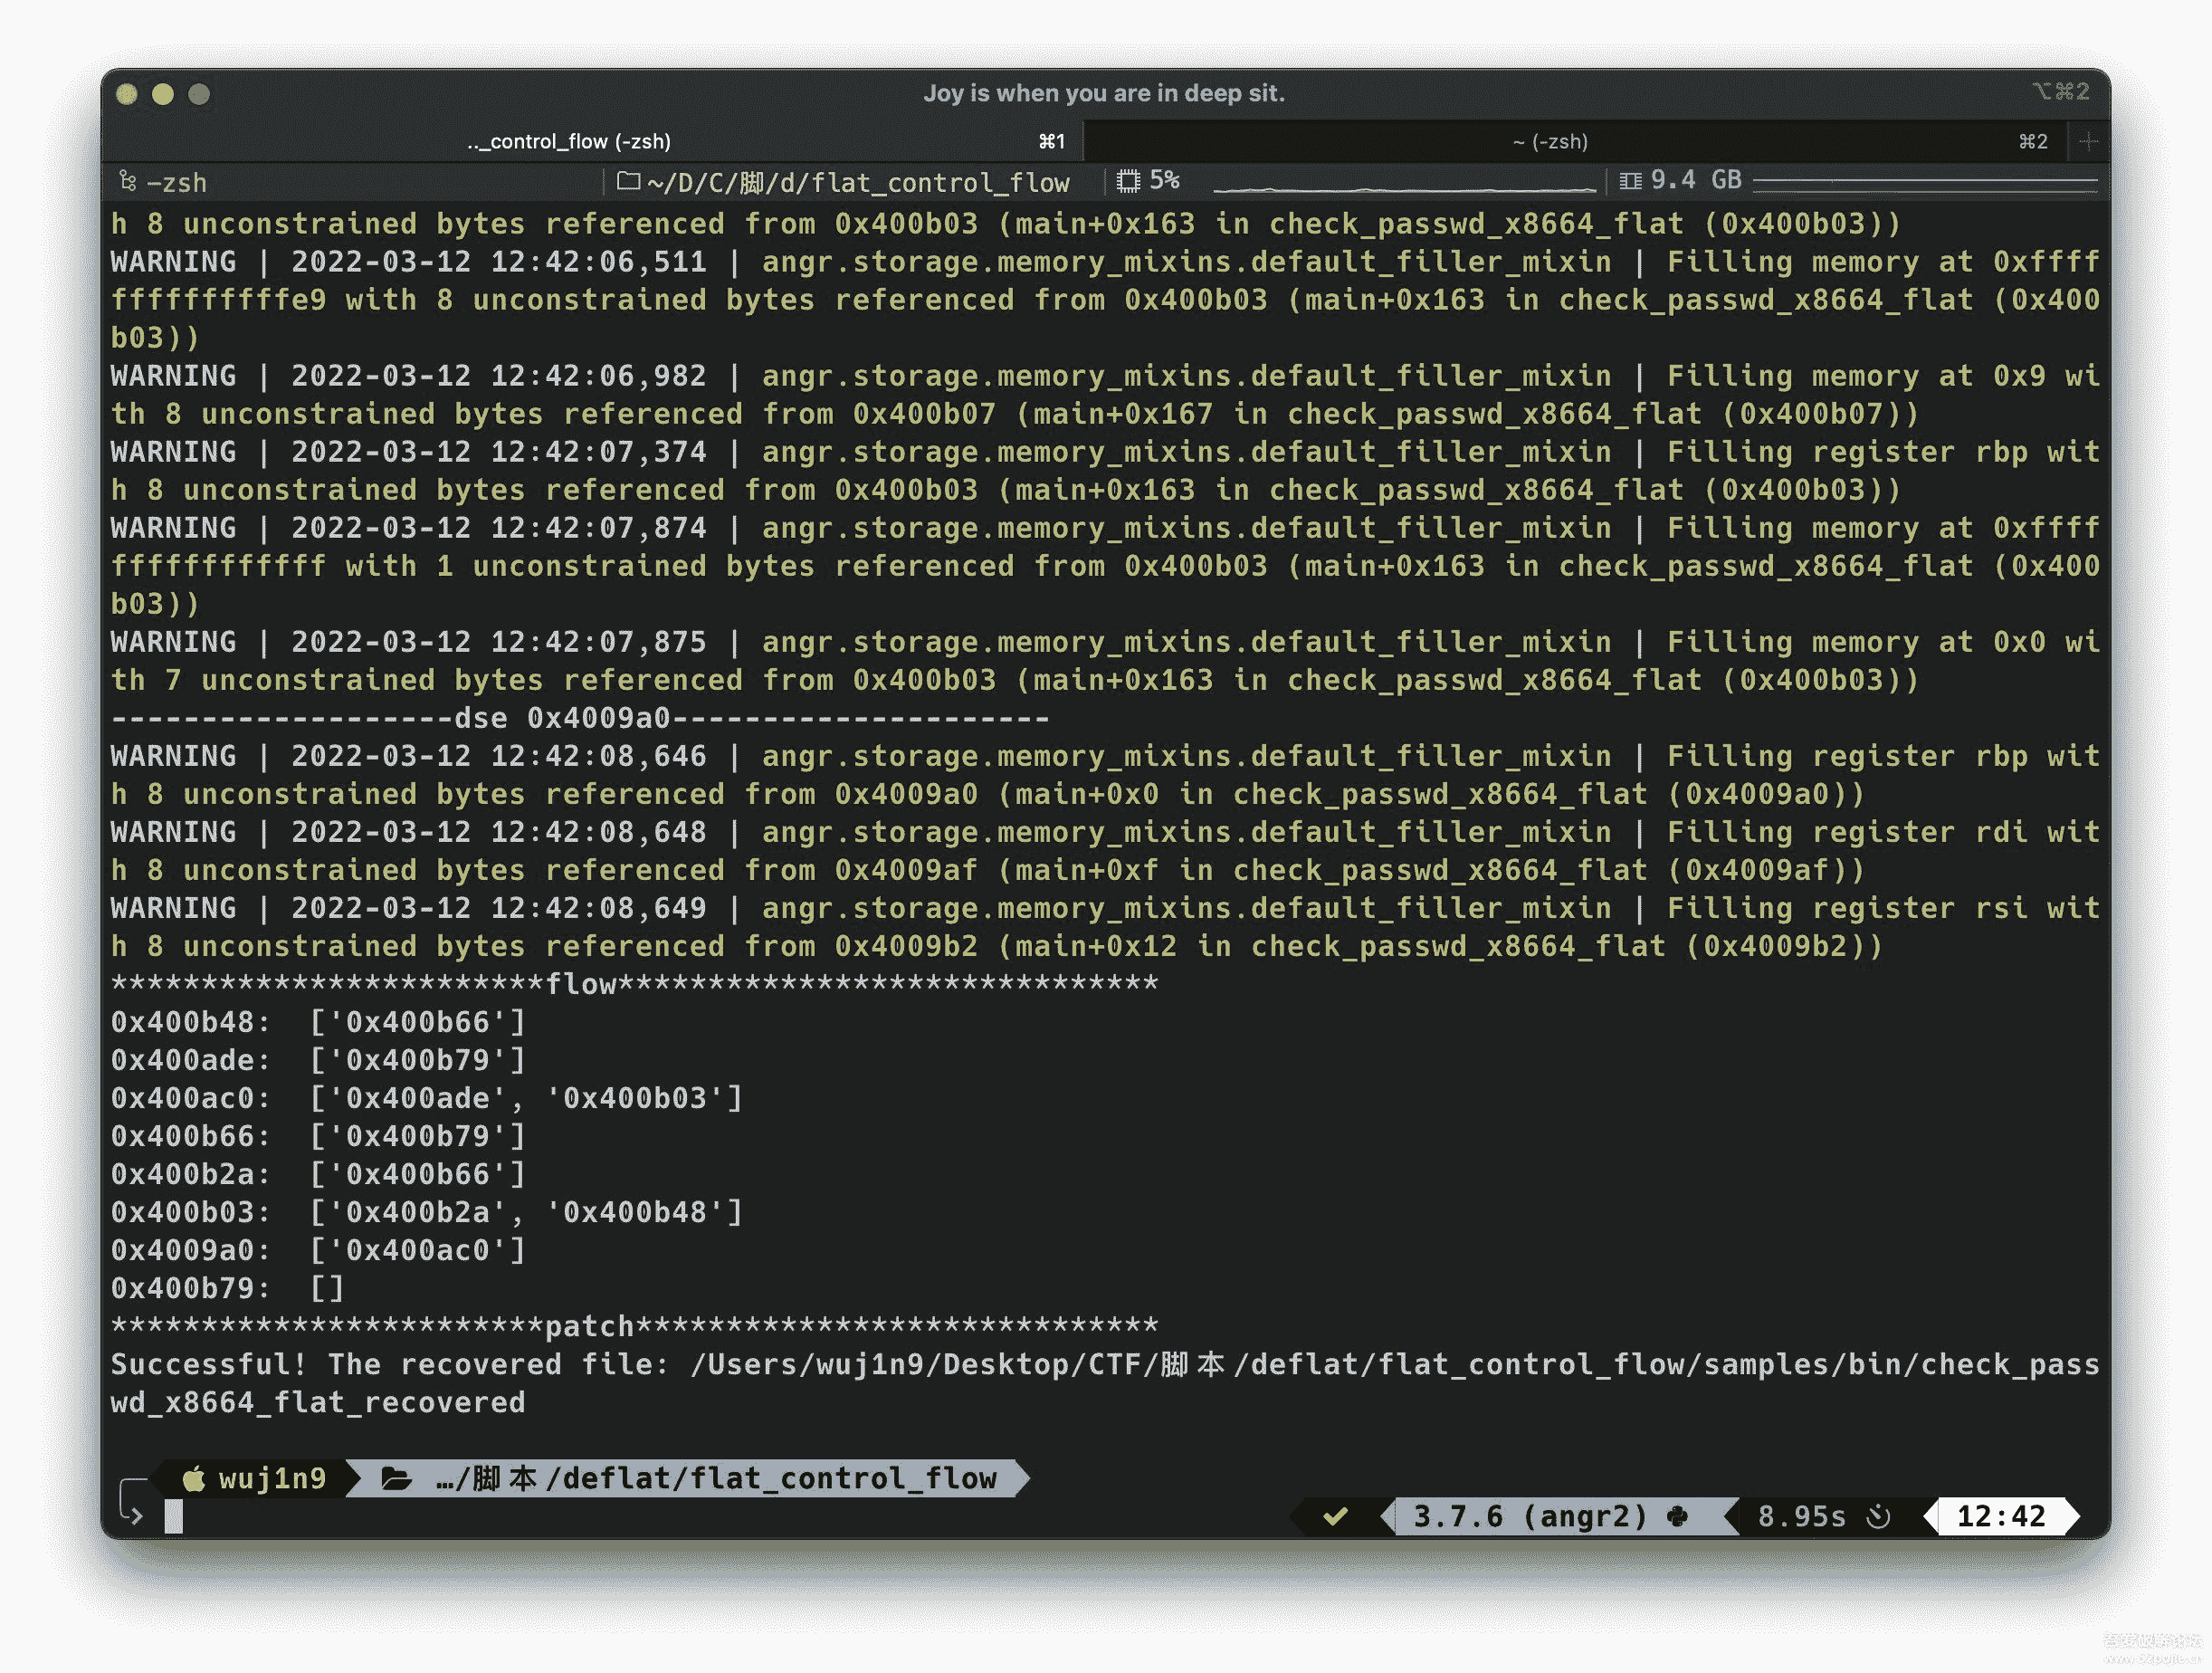 Joy is when you are in deep sit.
⌥⌘2
.._control_flow (-zsh)
⌘1
~ (-zsh)
⌘2
-zsh
~/D/C/脚/d/flat_control_flow
5%
9.4 GB
h 8 unconstrained bytes referenced from 0x400b03 (main+0x163 in check_passwd_x8664_flat (0x400b03))
WARNING | 2022-03-12 12:42:06,511 | angr.storage.memory_mixins.default_filler_mixin | Filling memory at 0xffff
ffffffffffe9 with 8 unconstrained bytes referenced from 0x400b03 (main+0x163 in check_passwd_x8664_flat (0x400
b03))
WARNING | 2022-03-12 12:42:06,982 | angr.storage.memory_mixins.default_filler_mixin | Filling memory at 0x9 wi
th 8 unconstrained bytes referenced from 0x400b07 (main+0x167 in check_passwd_x8664_flat (0x400b07))
WARNING | 2022-03-12 12:42:07,374 | angr.storage.memory_mixins.default_filler_mixin | Filling register rbp wit
h 8 unconstrained bytes referenced from 0x400b03 (main+0x163 in check_passwd_x8664_flat (0x400b03))
WARNING | 2022-03-12 12:42:07,874 | angr.storage.memory_mixins.default_filler_mixin | Filling memory at 0xffff
ffffffffffff with 1 unconstrained bytes referenced from 0x400b03 (main+0x163 in check_passwd_x8664_flat (0x400
b03))
WARNING | 2022-03-12 12:42:07,875 | angr.storage.memory_mixins.default_filler_mixin | Filling memory at 0x0 wi
th 7 unconstrained bytes referenced from 0x400b03 (main+0x163 in check_passwd_x8664_flat (0x400b03))
-------------------dse 0x4009a0---------------------
WARNING | 2022-03-12 12:42:08,646 | angr.storage.memory_mixins.default_filler_mixin | Filling register rbp wit
h 8 unconstrained bytes referenced from 0x4009a0 (main+0x0 in check_passwd_x8664_flat (0x4009a0))
WARNING | 2022-03-12 12:42:08,648 | angr.storage.memory_mixins.default_filler_mixin | Filling register rdi wit
h 8 unconstrained bytes referenced from 0x4009af (main+0xf in check_passwd_x8664_flat (0x4009af))
WARNING | 2022-03-12 12:42:08,649 | angr.storage.memory_mixins.default_filler_mixin | Filling register rsi wit
h 8 unconstrained bytes referenced from 0x4009b2 (main+0x12 in check_passwd_x8664_flat (0x4009b2))
************************flow******************************
0x400b48:  ['0x400b66']
0x400ade:  ['0x400b79']
0x400ac0:  ['0x400ade', '0x400b03']
0x400b66:  ['0x400b79']
0x400b2a:  ['0x400b66']
0x400b03:  ['0x400b2a', '0x400b48']
0x4009a0:  ['0x400ac0']
0x400b79:  []
************************patch*****************************
Successful! The recovered file: /Users/wuj1n9/Desktop/CTF/脚本/deflat/flat_control_flow/samples/bin/check_pass
wd_x8664_flat_recovered
wuj1n9 …/脚本/deflat/flat_control_flow
3.7.6 (angr2) 8.95s 12:42
吾爱破解论坛
www.52pojie.cn